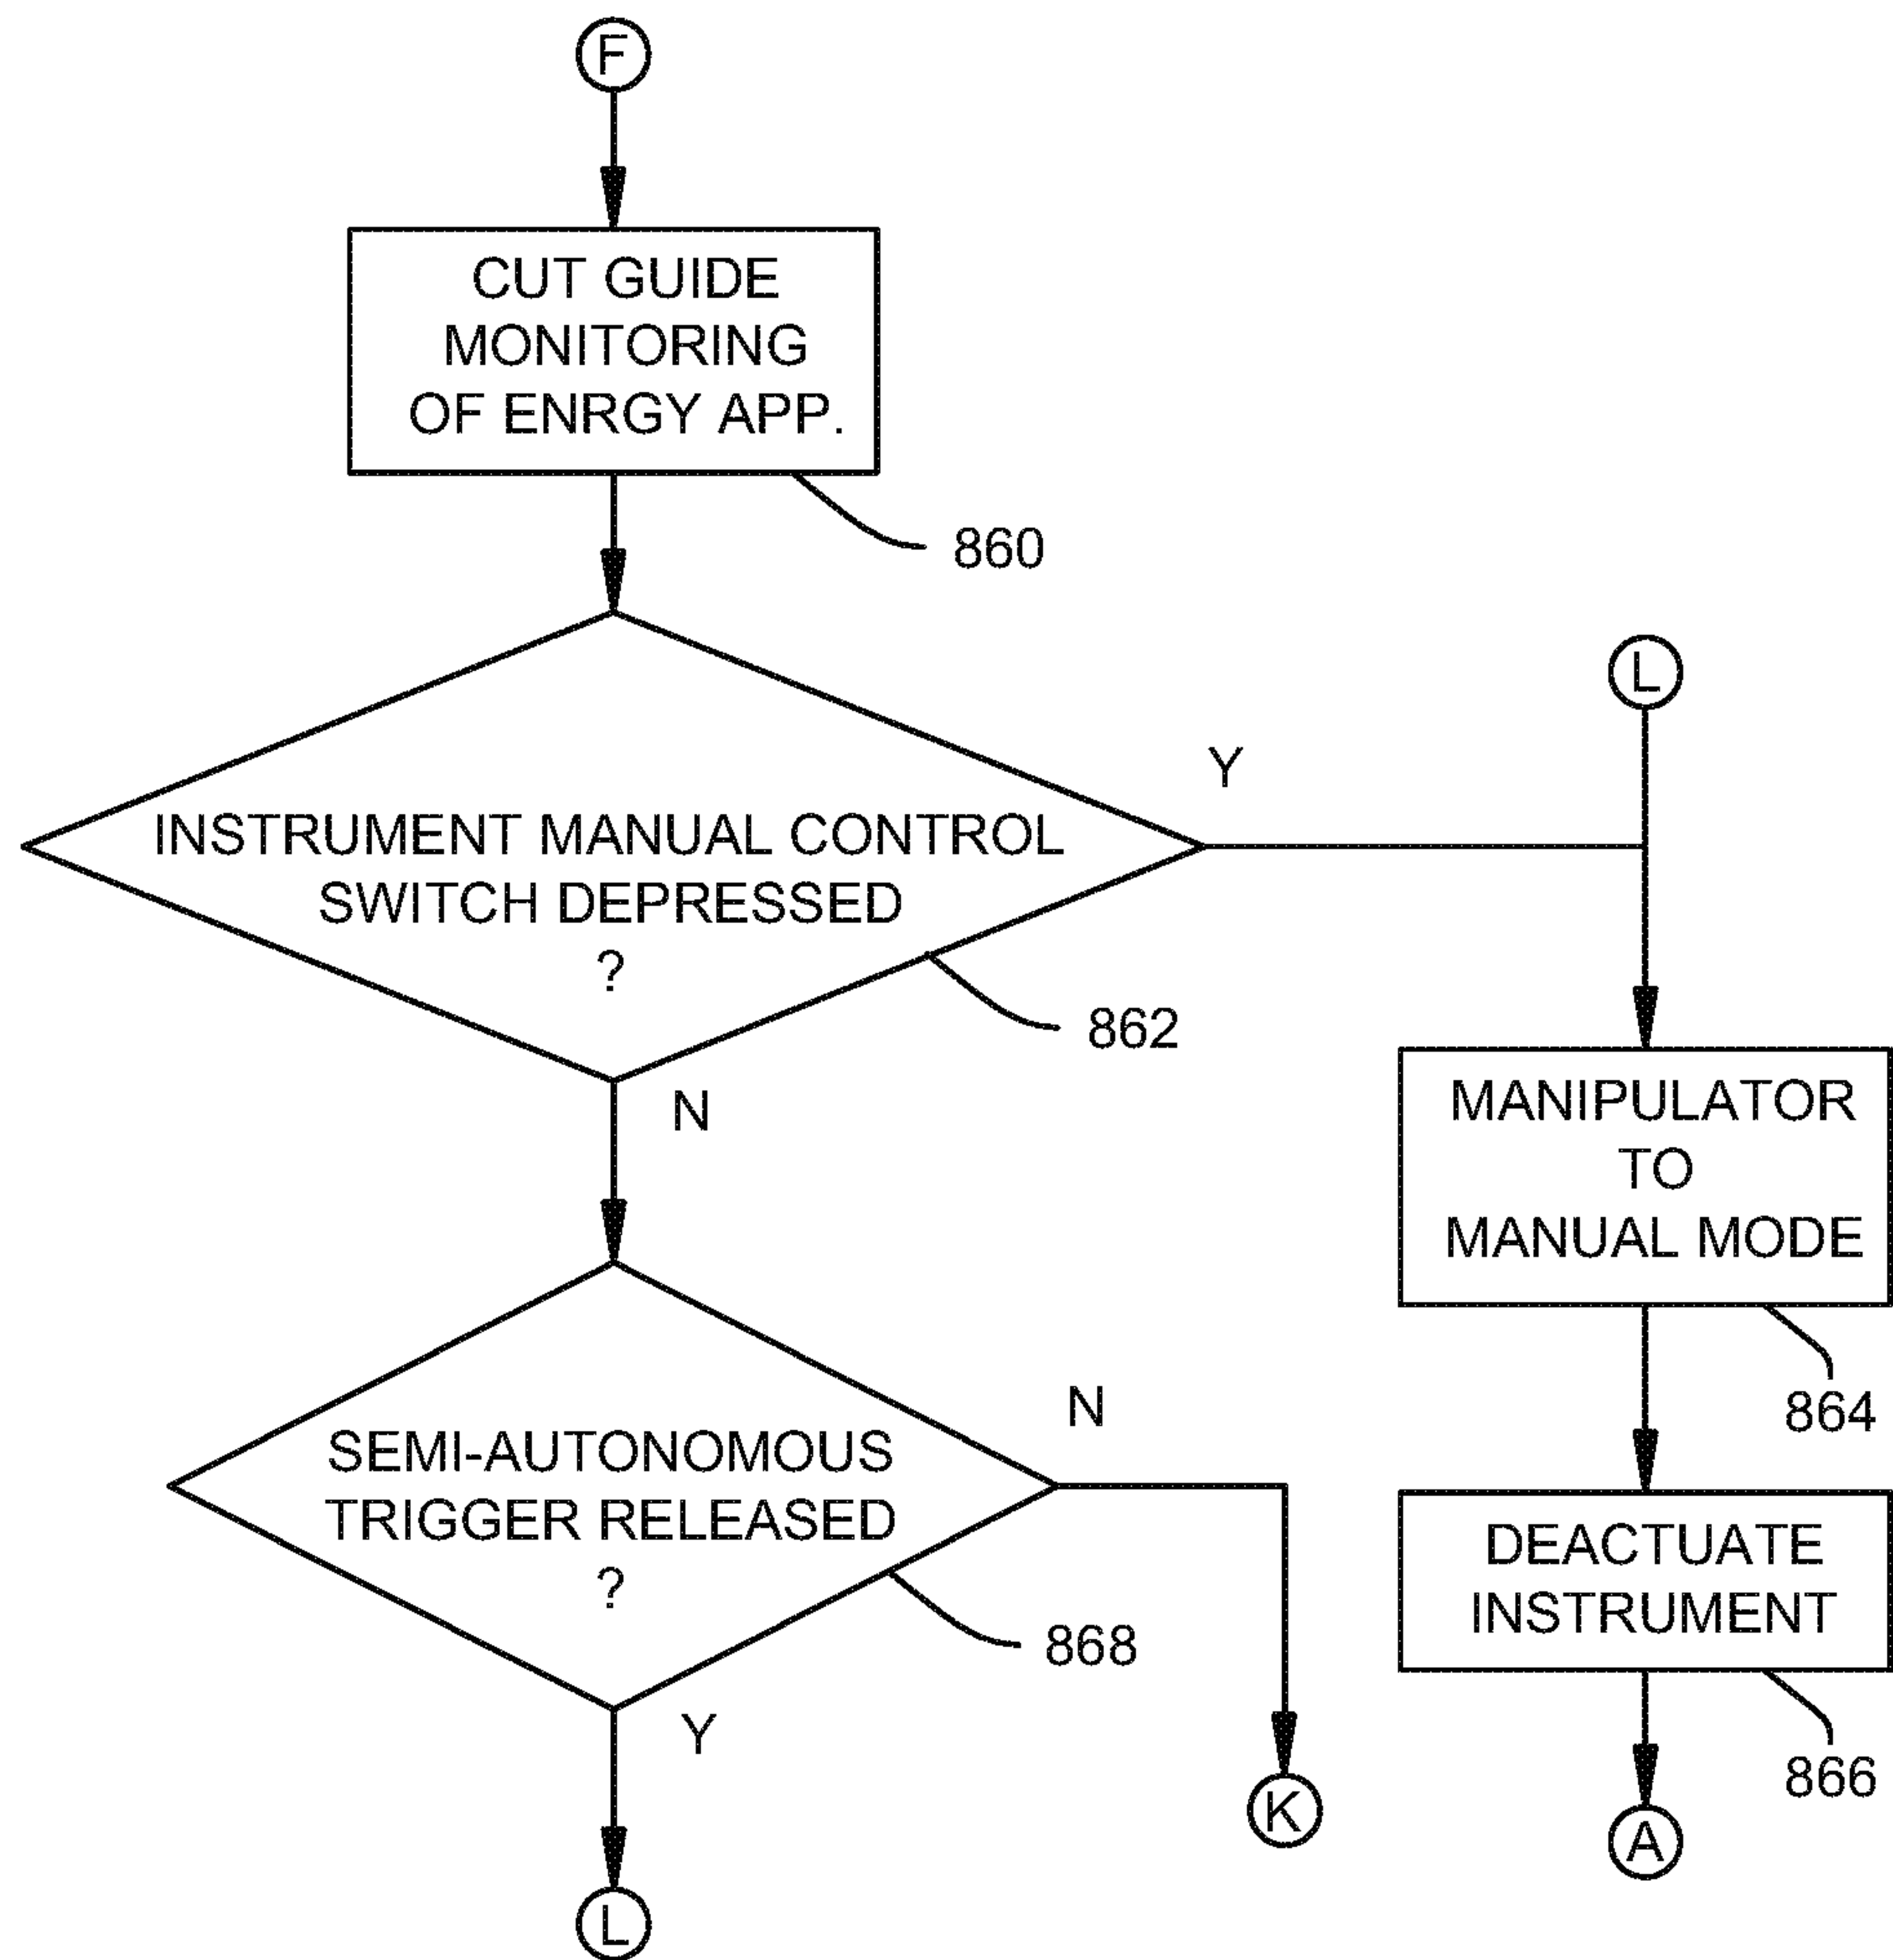 F
CUT GUIDE
MONITORING
OF ENRGY APP.
860
INSTRUMENT MANUAL CONTROL
SWITCH DEPRESSED
?
862
Y
N
L
MANIPULATOR
TO
MANUAL MODE
864
DEACTUATE
INSTRUMENT
866
A
SEMI-AUTONOMOUS
TRIGGER RELEASED
?
868
N
K
Y
L